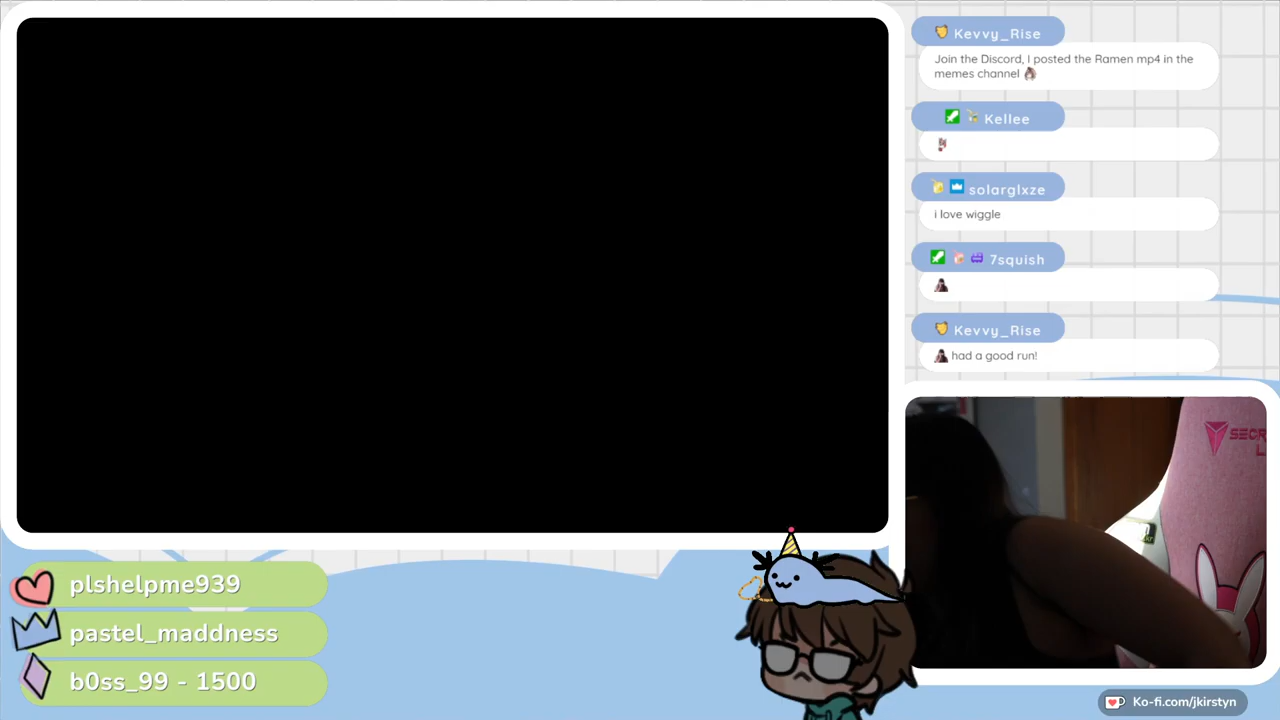 Kevvy_Rise
Join the Discord, I posted the Ramen mp4 in the
memes channel
Kellee
solarglxze
i love wiggle
7squish
Kevvy_Rise
had a good run!
plshelpme939
pastel_maddness
b0ss_99 - 1500
Ko-fi.com/jkirstyn